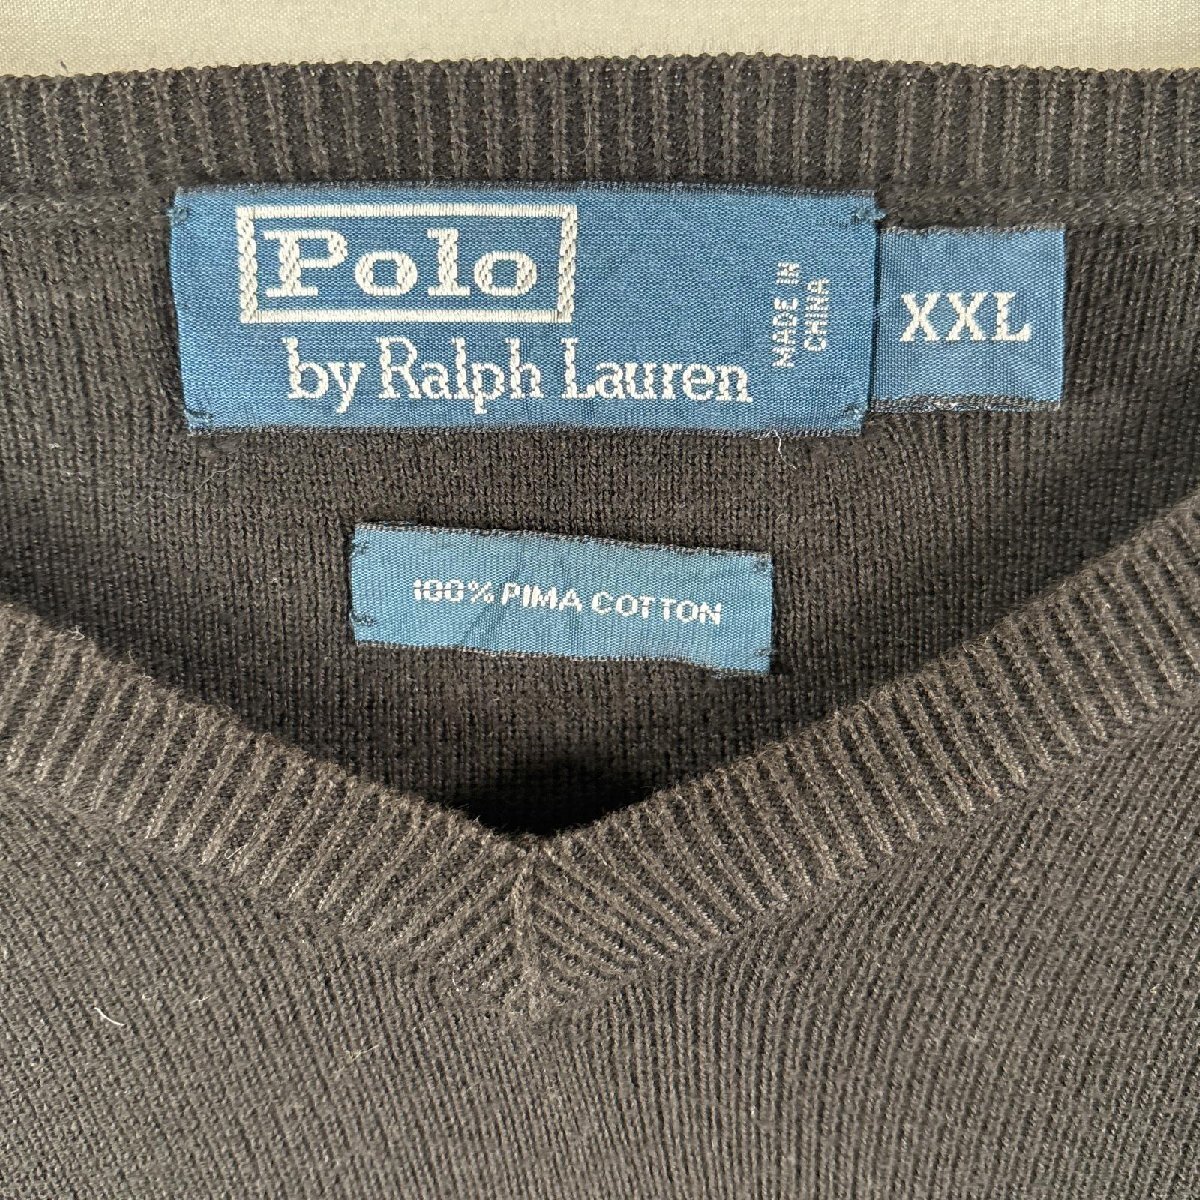 Polo
by Ralph Lauren
MADE IN
CHINA
XXL
100% PIMA COTTON